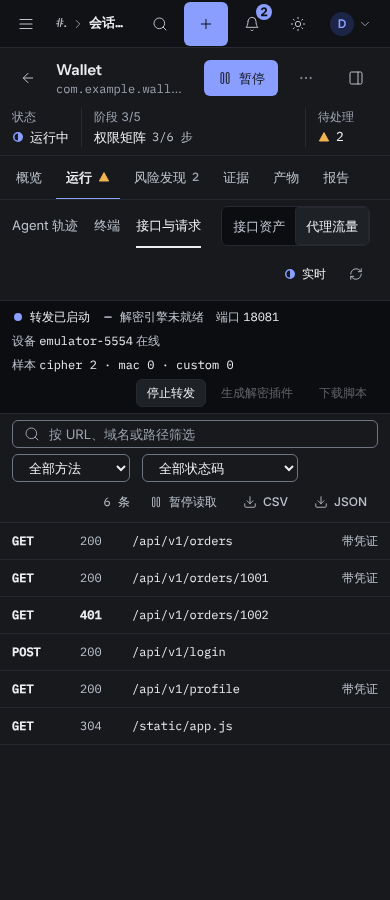 #. 会话…
2
D
Wallet
com.example.wall…
暂停
状态
运行中
阶段 3/5
权限矩阵 3/6 步
待处理
2
概览 运行 风险发现 2 证据 产物 报告
Agent 轨迹 终端 接口与请求 接口资产 代理流量
实时
转发已启动 — 解密引擎未就绪 端口 18081
设备 emulator-5554 在线
样本 cipher 2 · mac 0 · custom 0
停止转发 生成解密插件 下载脚本
按 URL、域名或路径筛选
全部方法 全部状态码
6 条 暂停读取 CSV JSON
GET 200 /api/v1/orders 带凭证
GET 200 /api/v1/orders/1001 带凭证
GET 401 /api/v1/orders/1002
POST 200 /api/v1/login
GET 200 /api/v1/profile 带凭证
GET 304 /static/app.js